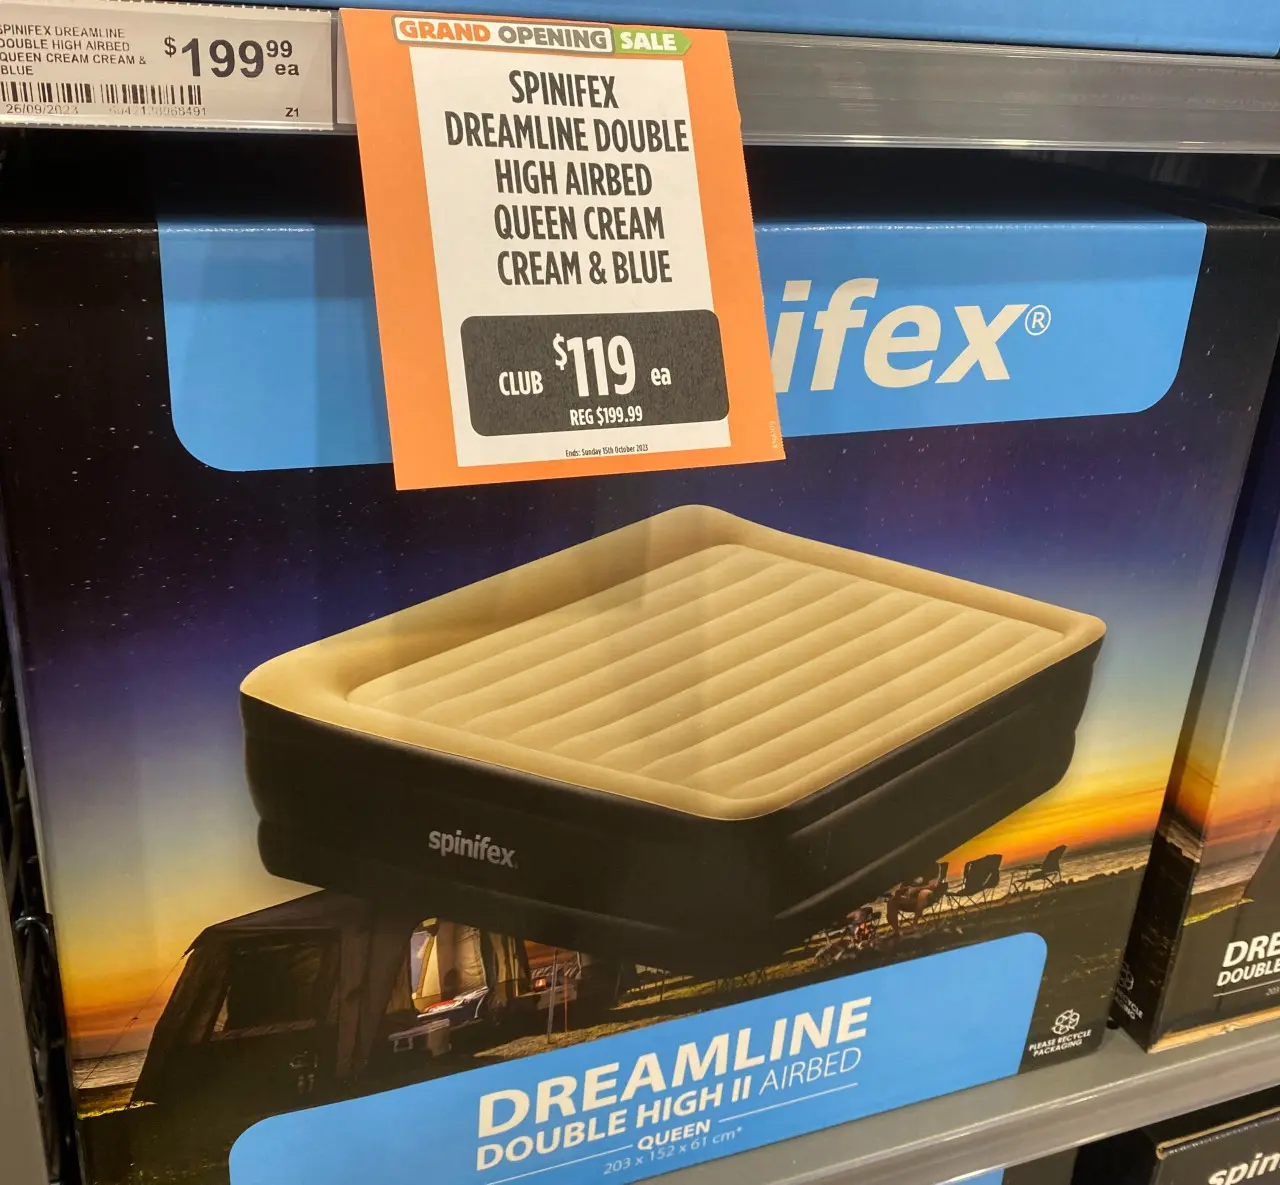 SPINIFEX DREAMLINE
DOUBLE HIGH AIRBED
QUEEN CREAM CREAM &
BLUE
$199.99
ea
26/09/2023
Z1
GRAND OPENING SALE
SPINIFEX
DREAMLINE DOUBLE
HIGH AIRBED
QUEEN CREAM
CREAM & BLUE
CLUB $119 ea
REG $199.99
Ends: Sunday 15th October 2023
ifex®
spinifex
DREAMLINE
DOUBLE HIGH II AIRBED
QUEEN
203 x 152 x 61 cm*
PLEASE RECYCLE
PACKAGING
DRE
DOUBLE
spin